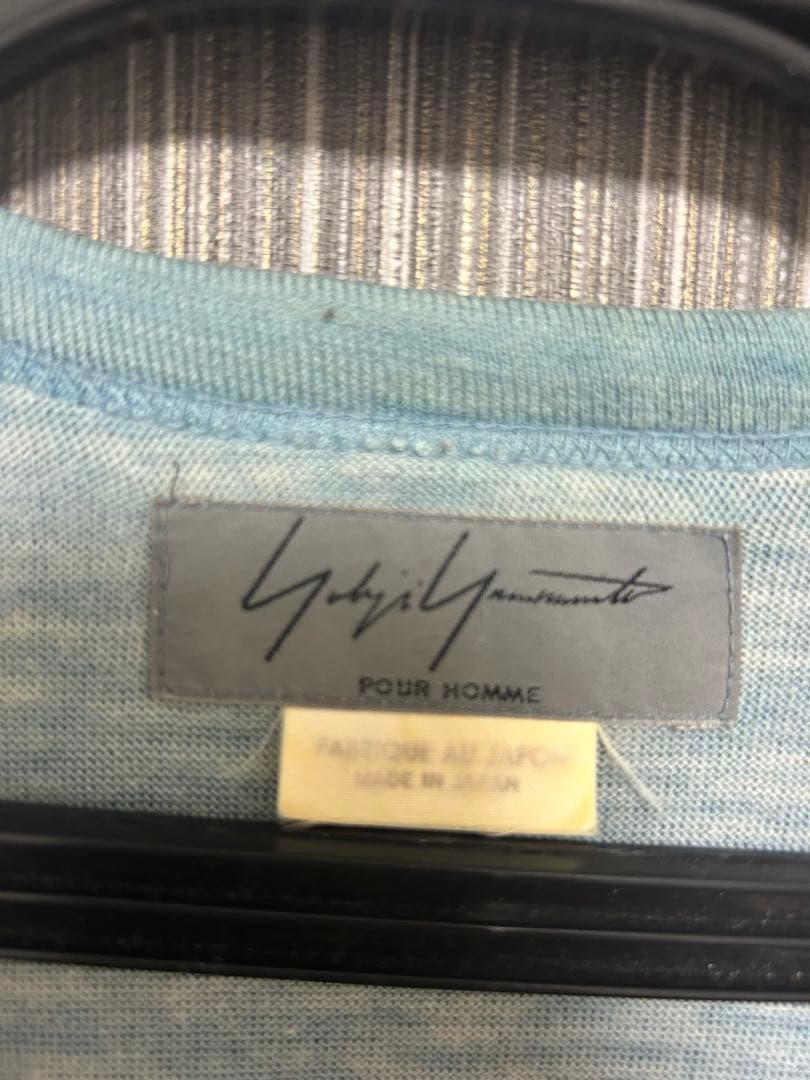 Yohji Yamamoto
POUR HOMME
FABRIQUE AU JAPON
MADE IN JAPAN